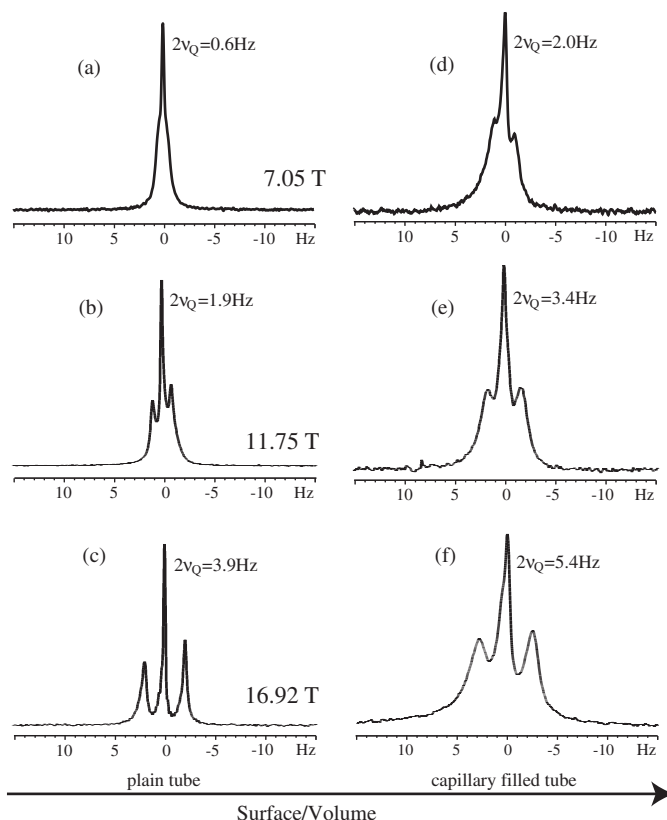 (a)
2νQ=0.6Hz
7.05 T
10 5 0 -5 -10 Hz
(d)
2νQ=2.0Hz
10 5 0 -5 -10 Hz
(b)
2νQ=1.9Hz
11.75 T
10 5 0 -5 -10 Hz
(e)
2νQ=3.4Hz
10 5 0 -5 -10 Hz
(c)
2νQ=3.9Hz
16.92 T
10 5 0 -5 -10 Hz
plain tube
(f)
2νQ=5.4Hz
10 5 0 -5 -10 Hz
capillary filled tube
Surface/Volume